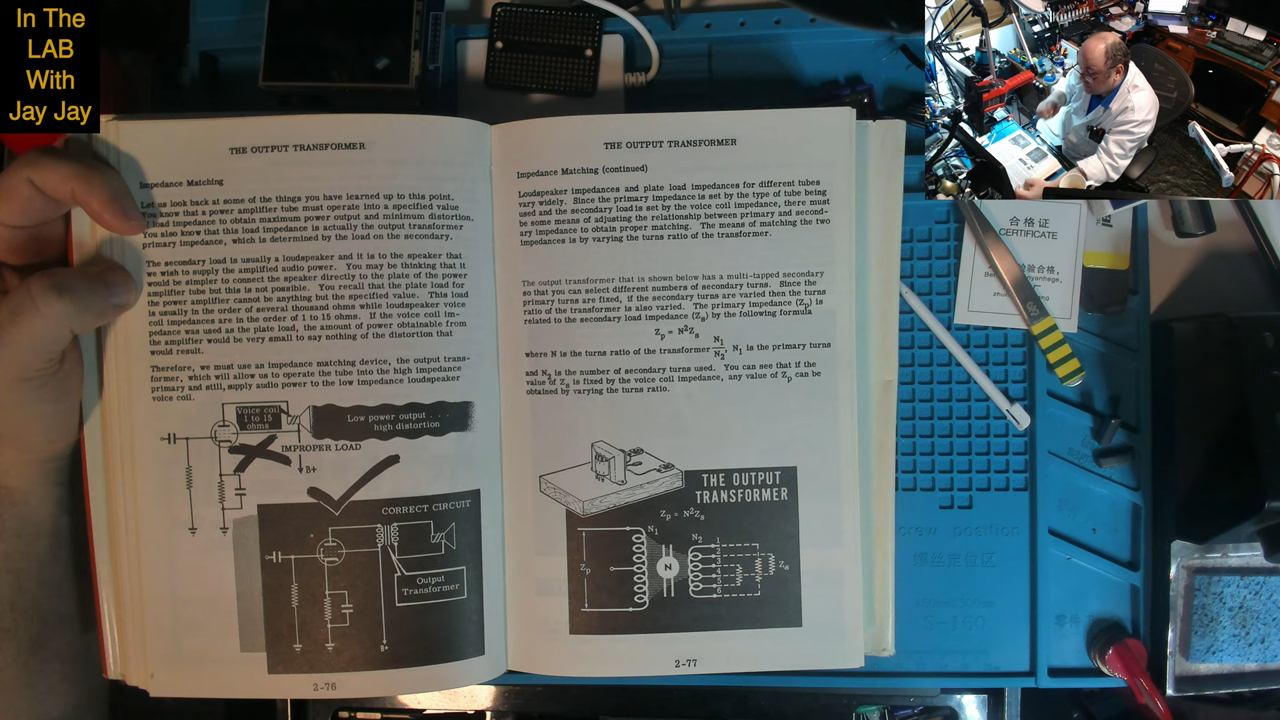 In The
LAB
With
Jay Jay
THE OUTPUT TRANSFORMER
Impedance Matching
Let us look back at some of the things you have learned up to this point.
You know that a power amplifier tube must operate into a specified value
load impedance to obtain maximum power output and minimum distortion.
You also know that this load impedance is actually the output transformer
primary impedance, which is determined by the load on the secondary.
The secondary load is usually a loudspeaker and it is to the speaker that
we wish to supply the amplified audio power. You may be thinking that it
would be simpler to connect the speaker directly to the plate of the power
amplifier tube but this is not possible. You recall that the plate load for
the power amplifier cannot be anything but the specified value. This load
is usually in the order of several thousand ohms while loudspeaker voice
coil impedances are in the order of 1 to 15 ohms. If the voice coil im-
pedance was used as the plate load, the amount of power obtainable from
the amplifier would be very small to say nothing of the distortion that
would result.
Therefore, we must use an impedance matching device, the output trans-
former, which will allow us to operate the tube into the high impedance
primary and still, supply audio power to the low impedance loudspeaker
voice coil.
Voice coil
1 to 15
ohms
Low power output . . .
high distortion
IMPROPER LOAD
B+
CORRECT CIRCUIT
Output
Transformer
B+
2-76
THE OUTPUT TRANSFORMER
Impedance Matching (continued)
Loudspeaker impedances and plate load impedances for different tubes
vary widely. Since the primary impedance is set by the type of tube being
used and the secondary load is set by the voice coil impedance, there must
be some means of adjusting the relationship between primary and second-
ary impedance to obtain proper matching. The means of matching the two
impedances is by varying the turns ratio of the transformer.
The output transformer that is shown below has a multi-tapped secondary
so that you can select different numbers of secondary turns. Since the
primary turns are fixed, if the secondary turns are varied then the turns
ratio of the transformer is also varied. The primary impedance (Zp) is
related to the secondary load impedance (Zs) by the following formula
Zp = N²Zs
where N is the turns ratio of the transformer N1/N2, N1 is the primary turns
and N2 is the number of secondary turns used. You can see that if the
value of Zs is fixed by the voice coil impedance, any value of Zp can be
obtained by varying the turns ratio.
THE OUTPUT
TRANSFORMER
Zp = N²Zs
N1
N2
Zp
N
1
2
3
4
5
6
Zs
2-77
合格证
CERTIFICATE
验合格,
screw position
螺丝定位区
S-160
零件